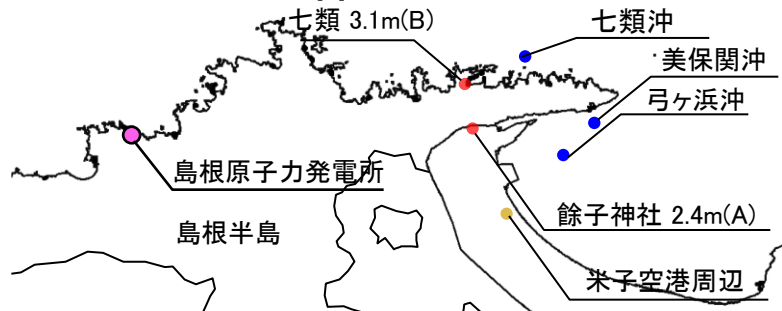 七類 3.1m(B)
七類沖
美保関沖
弓ヶ浜沖
島根原子力発電所
餘子神社 2.4m(A)
島根半島
米子空港周辺